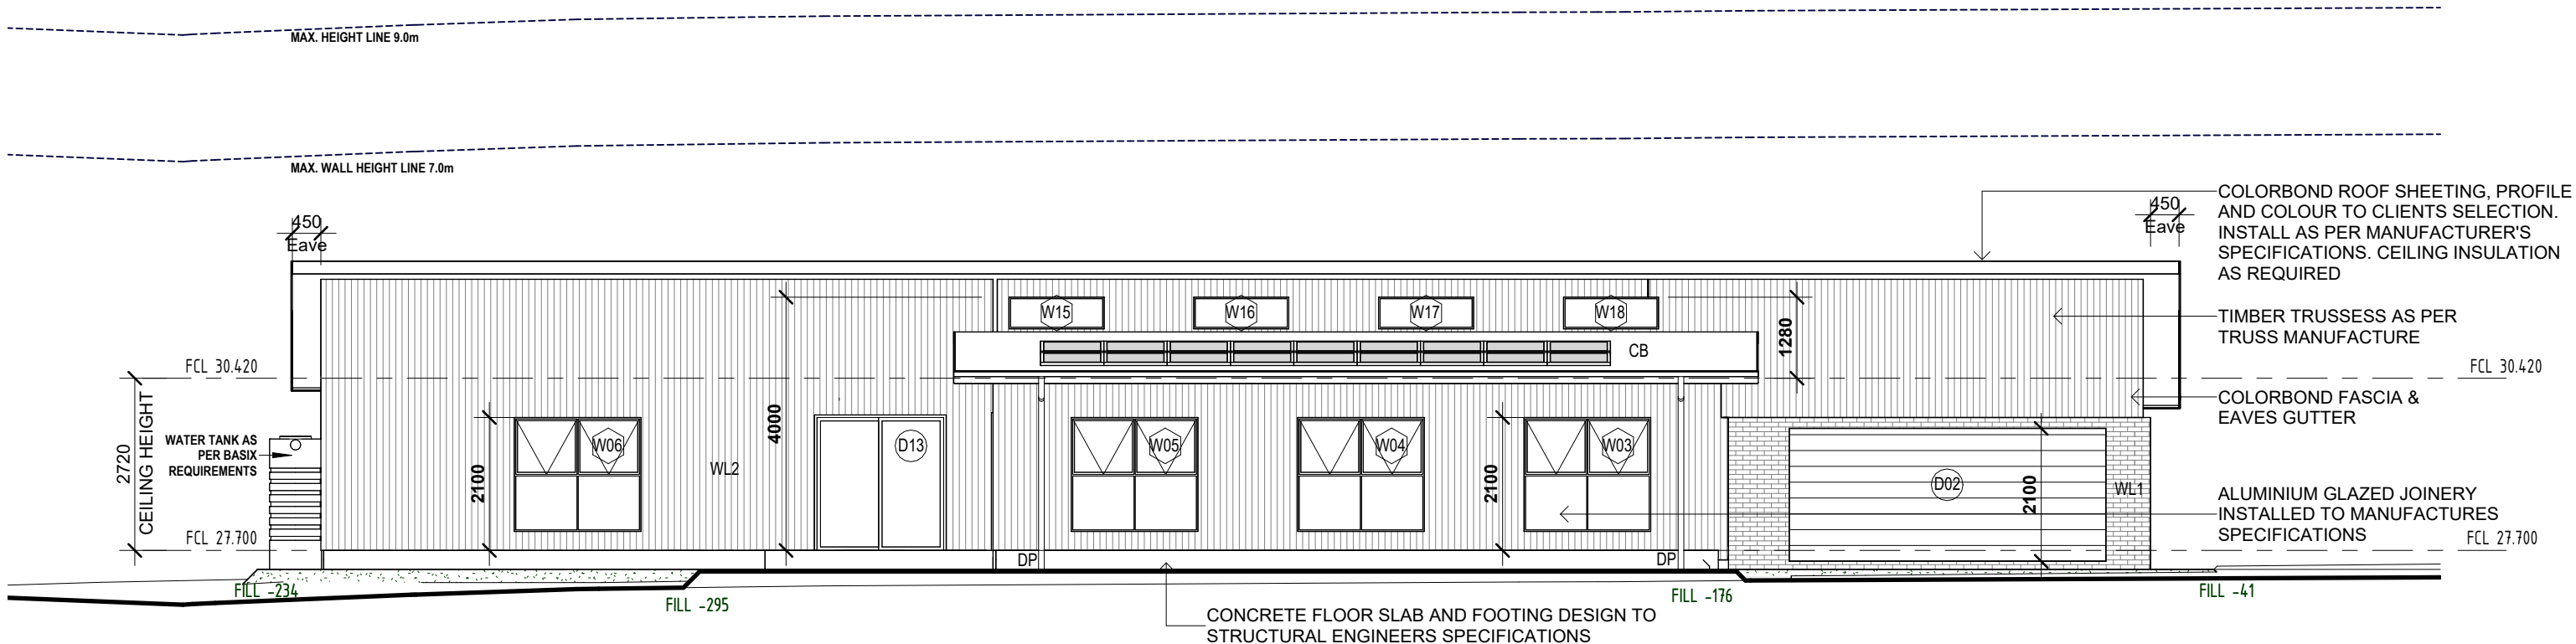 MAX. HEIGHT LINE 9.0m
MAX. WALL HEIGHT LINE 7.0m
450
Eave
450
Eave
COLORBOND ROOF SHEETING, PROFILE
AND COLOUR TO CLIENTS SELECTION.
INSTALL AS PER MANUFACTURER'S
SPECIFICATIONS. CEILING INSULATION
AS REQUIRED
W15
W16
W17
W18
TIMBER TRUSSESS AS PER
TRUSS MANUFACTURE
1280
CB
FCL 30.420
FCL 30.420
COLORBOND FASCIA &
EAVES GUTTER
2720
CEILING HEIGHT
WATER TANK AS
PER BASIX
REQUIREMENTS
2100
W06
WL2
4000
D13
W05
W04
2100
W03
D02
2100
WL1
ALUMINIUM GLAZED JOINERY
INSTALLED TO MANUFACTURES
SPECIFICATIONS
FCL 27.700
FCL 27.700
DP
DP
FILL -234
FILL -295
FILL -176
FILL -41
CONCRETE FLOOR SLAB AND FOOTING DESIGN TO
STRUCTURAL ENGINEERS SPECIFICATIONS